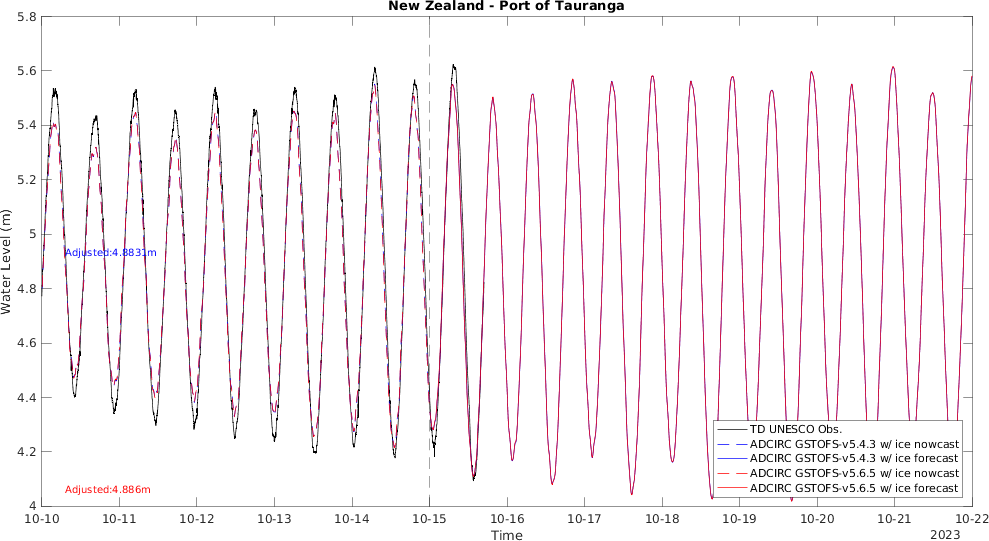 New Zealand - Port of Tauranga
5.8
5.6
5.4
5.2
5
4.8
4.6
4.4
4.2
4
Water Level (m)
Adjusted:4.8831m
Adjusted:4.886m
TD UNESCO Obs.
ADCIRC GSTOFS-v5.4.3 w/ ice nowcast
ADCIRC GSTOFS-v5.4.3 w/ ice forecast
ADCIRC GSTOFS-v5.6.5 w/ ice nowcast
ADCIRC GSTOFS-v5.6.5 w/ ice forecast
10-10 10-11 10-12 10-13 10-14 10-15 10-16 10-17 10-18 10-19 10-20 10-21 10-22
Time
2023